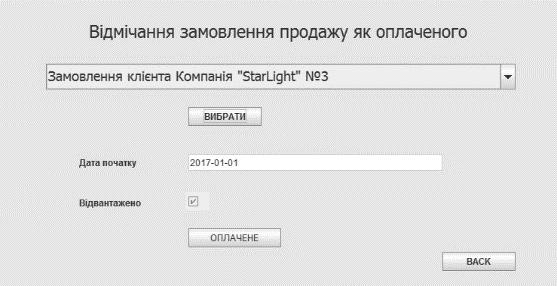 Відмічання замовлення продажу як оплаченого
Замовлення клієнта Компанія "StarLight" №3
ВИБРАТИ
Дата початку 2017-01-01
Відвантажено
ОПЛАЧЕНЕ
BACK